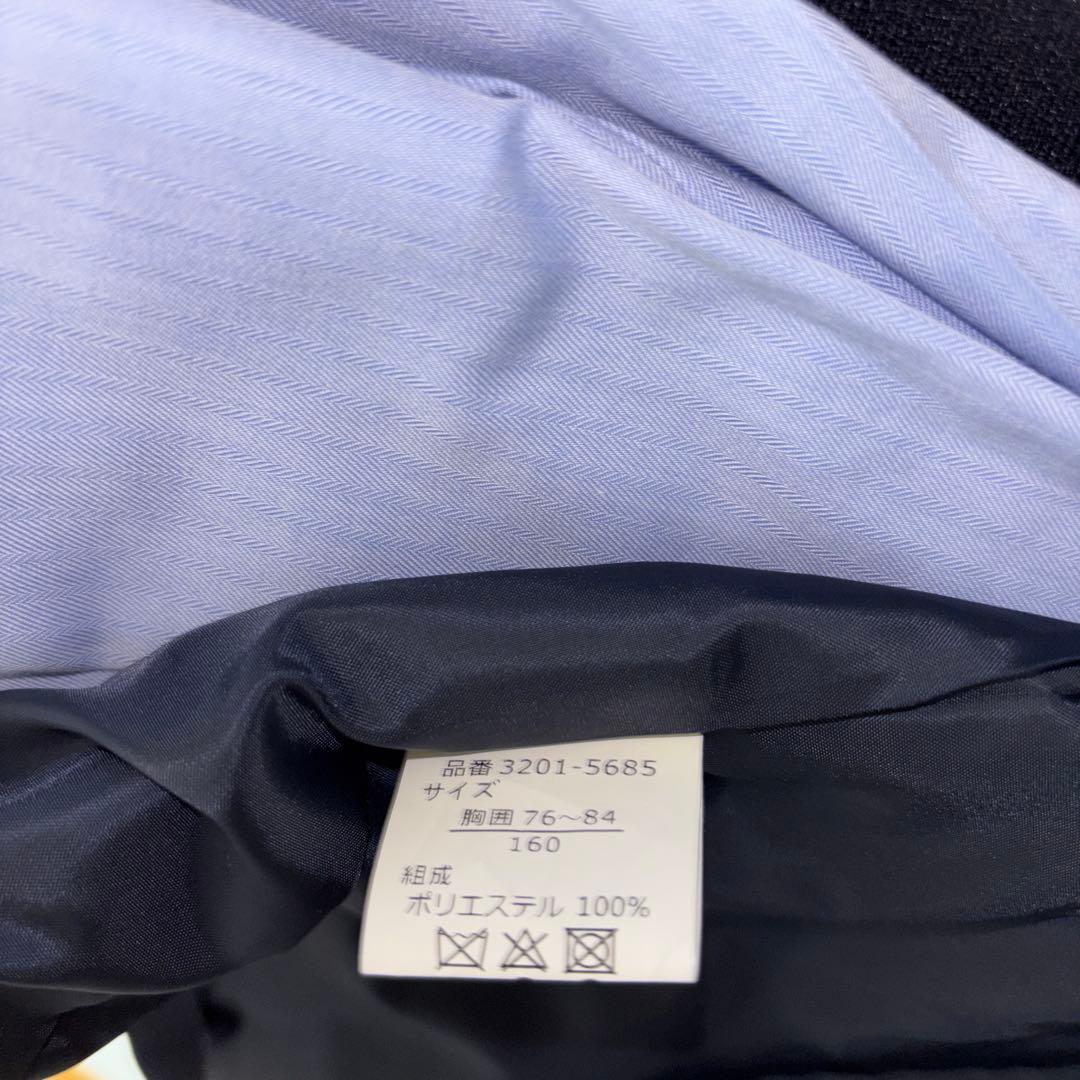 品番 3201-5685
サイズ
胸囲 76～84
160
組成
ポリエステル 100%